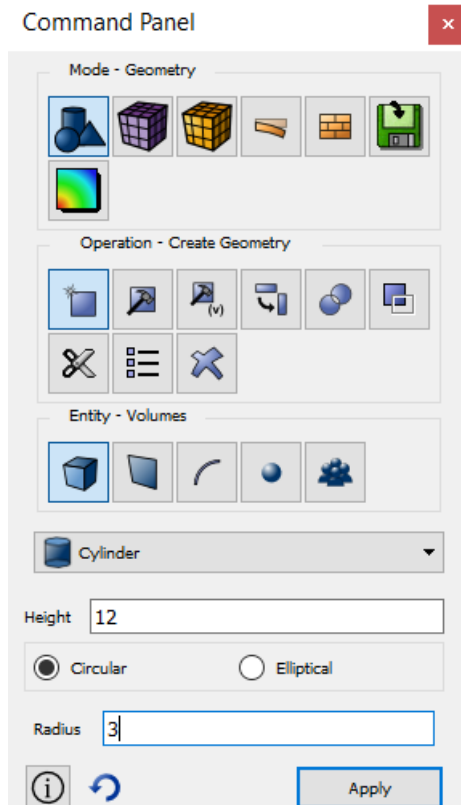 Command Panel
Mode - Geometry
Operation - Create Geometry
(v)
Entity - Volumes
Cylinder
Height 12
Circular Elliptical
Radius 3
Apply